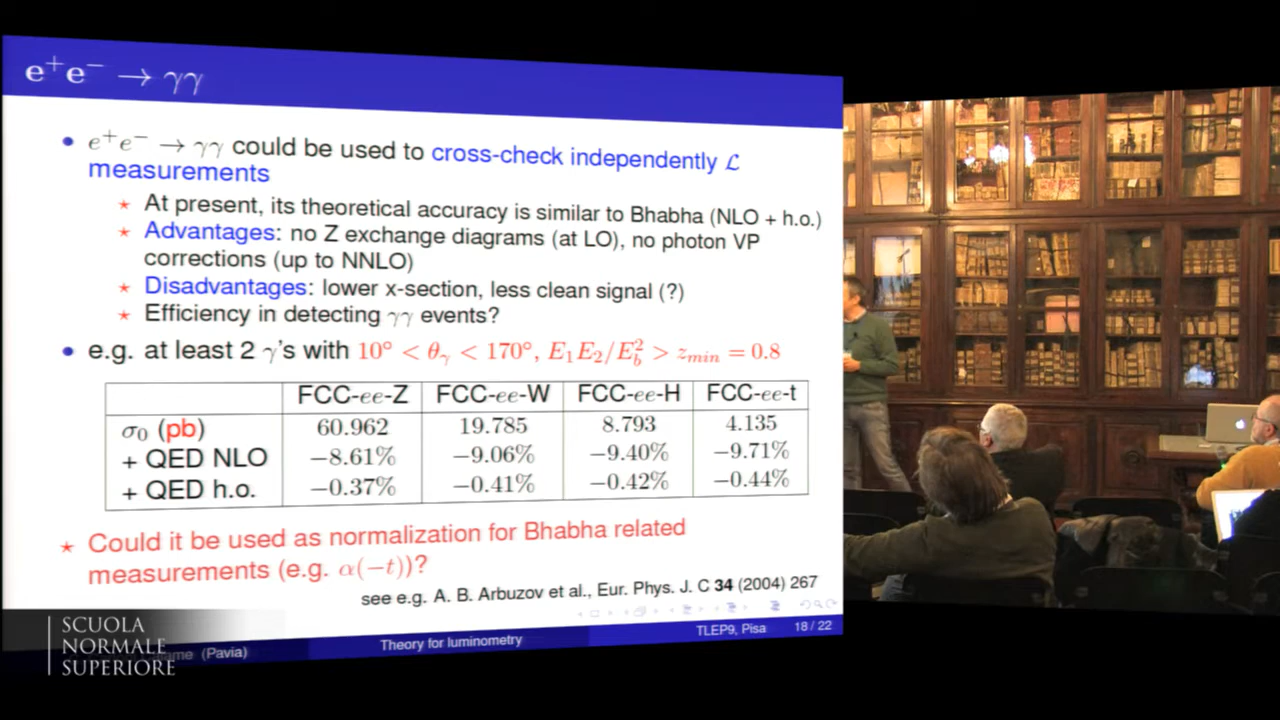 e⁺e⁻ → γγ
• e⁺e⁻ → γγ could be used to cross-check independently ℒ
measurements
⋆ At present, its theoretical accuracy is similar to Bhabha (NLO + h.o.)
⋆ Advantages: no Z exchange diagrams (at LO), no photon VP
corrections (up to NNLO)
⋆ Disadvantages: lower x-section, less clean signal (?)
⋆ Efficiency in detecting γγ events?
• e.g. at least 2 γ's with 10° < θ_γ < 170°, E₁E₂/E_b² > z_min = 0.8
FCC-ee-Z FCC-ee-W FCC-ee-H FCC-ee-t
σ₀ (pb) 60.962 19.785 8.793 4.135
+ QED NLO −8.61% −9.06% −9.40% −9.71%
+ QED h.o. −0.37% −0.41% −0.42% −0.44%
⋆ Could it be used as normalization for Bhabha related
measurements (e.g. α(−t))?
see e.g. A. B. Arbuzov et al., Eur. Phys. J. C 34 (2004) 267
(Pavia) Theory for luminometry TLEP9, Pisa 18 / 22
SCUOLA
NORMALE
SUPERIORE